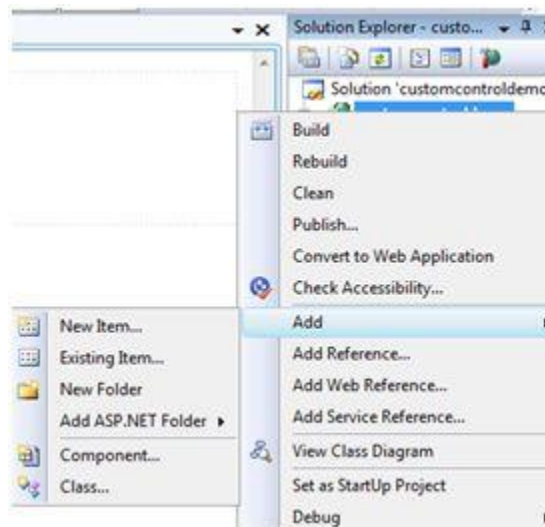 Solution Explorer - custo...
Solution 'customcontroldemo
Build
Rebuild
Clean
Publish...
Convert to Web Application
Check Accessibility...
Add
Add Reference...
Add Web Reference...
Add Service Reference...
View Class Diagram
Set as StartUp Project
Debug
New Item...
Existing Item...
New Folder
Add ASP.NET Folder
Component...
Class...